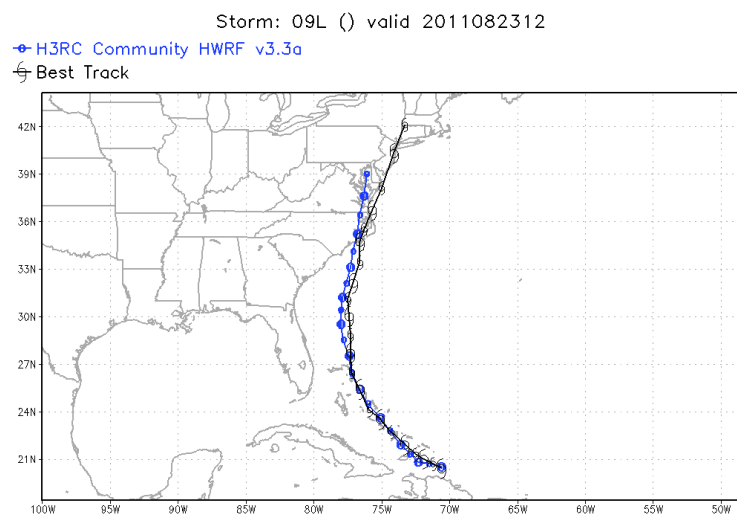 Storm: 09L () valid 2011082312
H3RC Community HWRF v3.3a
Best Track
42N
39N
36N
33N
30N
27N
24N
21N
100W 95W 90W 85W 80W 75W 70W 65W 60W 55W 50W